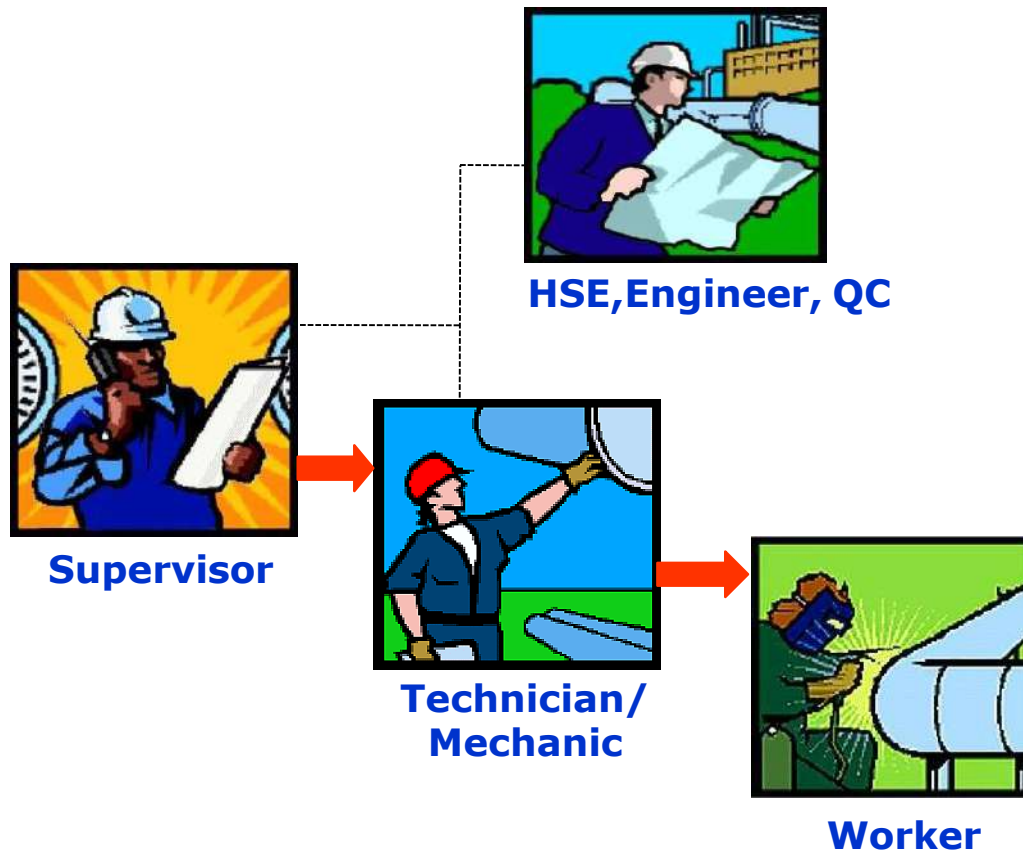 HSE,Engineer, QC
Supervisor
Technician/
Mechanic
Worker